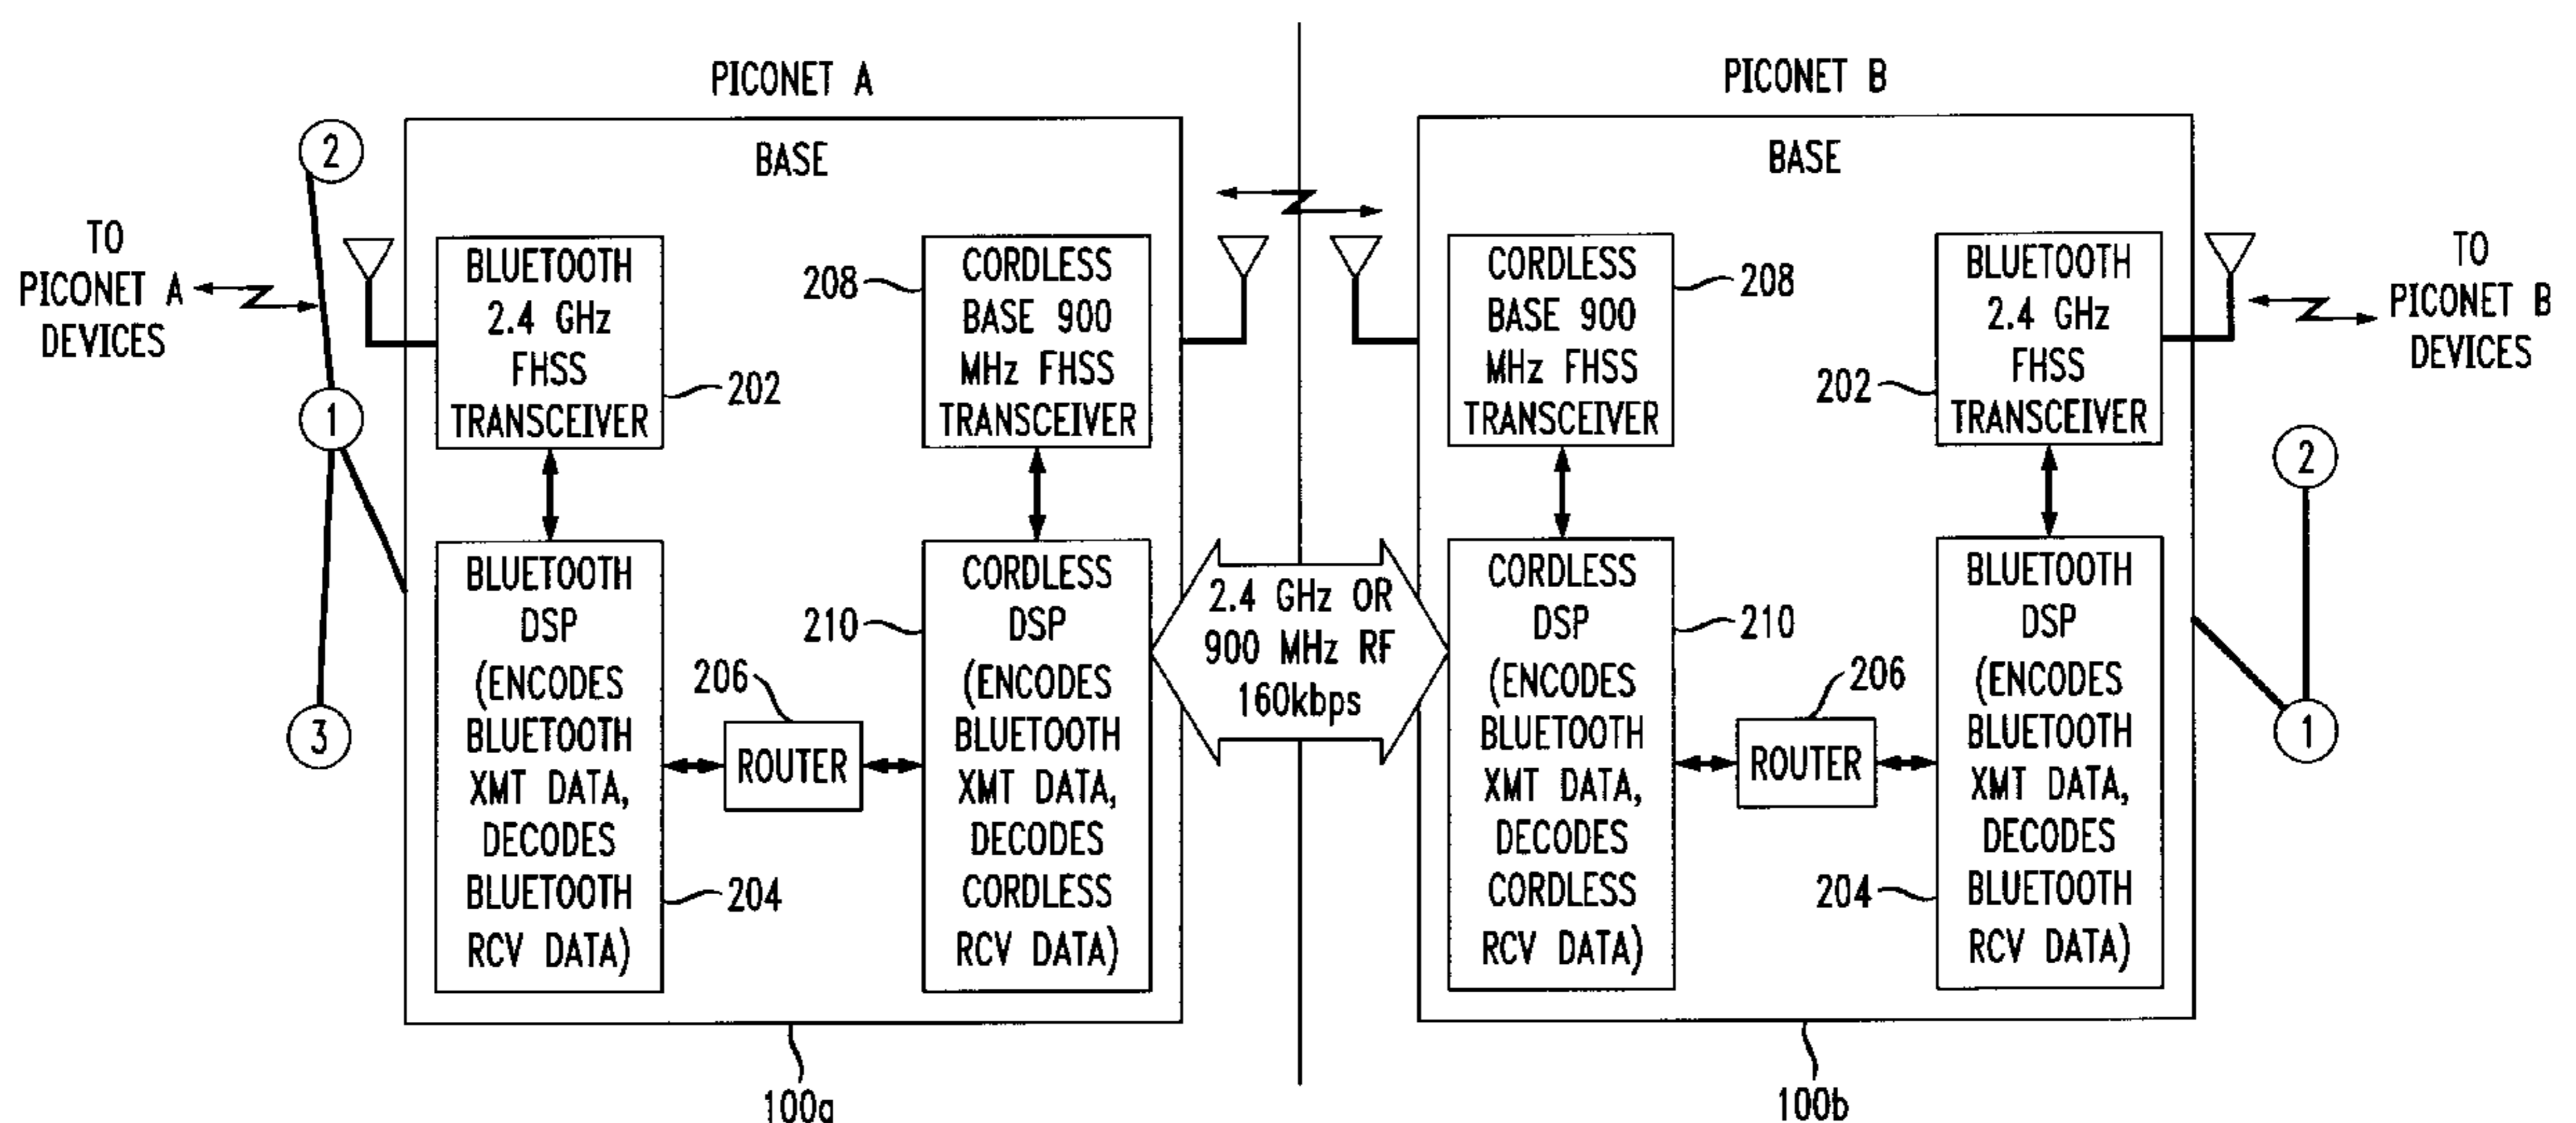 PICONET A
BASE
2
TO
PICONET A
DEVICES
1
3
BLUETOOTH
2.4 GHz
FHSS
TRANSCEIVER
202
208
CORDLESS
BASE 900
MHz FHSS
TRANSCEIVER
BLUETOOTH
DSP
(ENCODES
BLUETOOTH
XMT DATA,
DECODES
BLUETOOTH
RCV DATA)
204
206
ROUTER
210
CORDLESS
DSP
(ENCODES
BLUETOOTH
XMT DATA,
DECODES
CORDLESS
RCV DATA)
100a
2.4 GHz OR
900 MHz RF
160kbps
PICONET B
BASE
CORDLESS
BASE 900
MHz FHSS
TRANSCEIVER
208
202
BLUETOOTH
2.4 GHz
FHSS
TRANSCEIVER
TO
PICONET B
DEVICES
2
1
CORDLESS
DSP
(ENCODES
BLUETOOTH
XMT DATA,
DECODES
CORDLESS
RCV DATA)
210
206
ROUTER
204
BLUETOOTH
DSP
(ENCODES
BLUETOOTH
XMT DATA,
DECODES
BLUETOOTH
RCV DATA)
100b